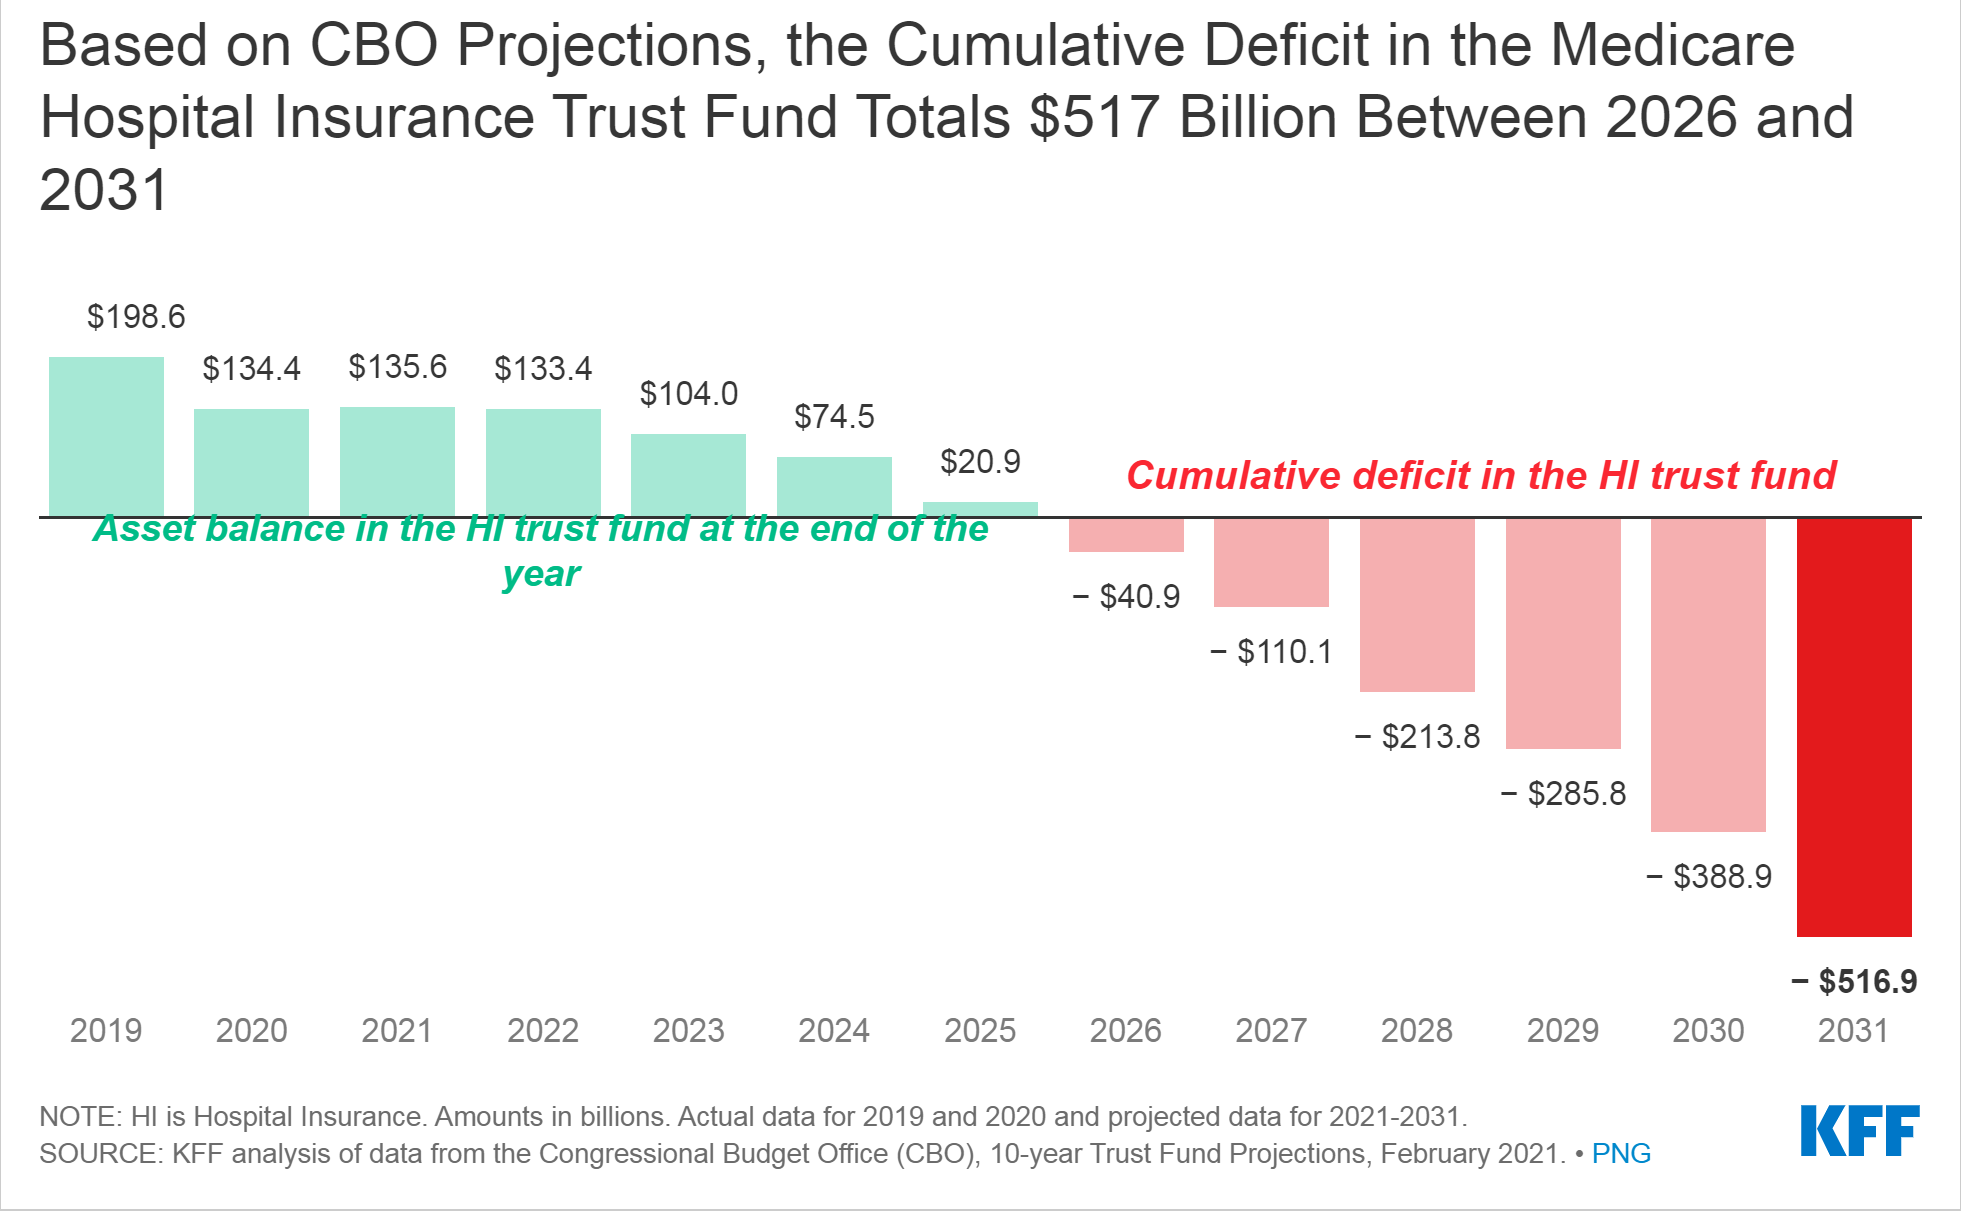 Based on CBO Projections, the Cumulative Deficit in the Medicare
Hospital Insurance Trust Fund Totals $517 Billion Between 2026 and
2031
$198.6
$134.4
$135.6
$133.4
$104.0
$74.5
$20.9
Cumulative deficit in the HI trust fund
Asset balance in the HI trust fund at the end of the
year
− $40.9
− $110.1
− $213.8
− $285.8
− $388.9
− $516.9
2019 2020 2021 2022 2023 2024 2025 2026 2027 2028 2029 2030 2031
NOTE: HI is Hospital Insurance. Amounts in billions. Actual data for 2019 and 2020 and projected data for 2021-2031.
SOURCE: KFF analysis of data from the Congressional Budget Office (CBO), 10-year Trust Fund Projections, February 2021. • PNG
KFF